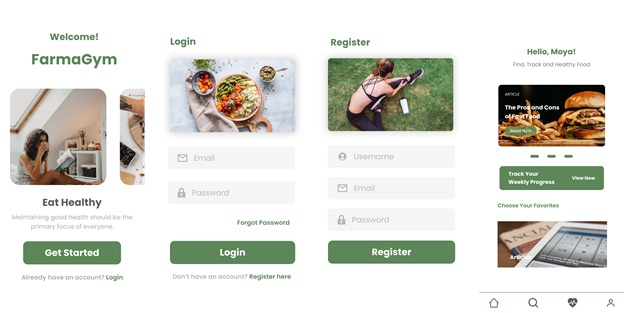 Welcome!
FarmaGym
Eat Healthy
Maintaining good health should be the
primary focus of everyone.
Get Started
Already have an account? Login
Login
Email
Password
Forgot Password
Login
Don't have an account? Register here
Register
Username
Email
Password
Register
Hello, Moya!
Find, Track and Healthy Food
ARTICLE
The Pros and Cons
of Fast Food
Read Now
Track Your
Weekly Progress
View Now
Choose Your Favorites
Articles